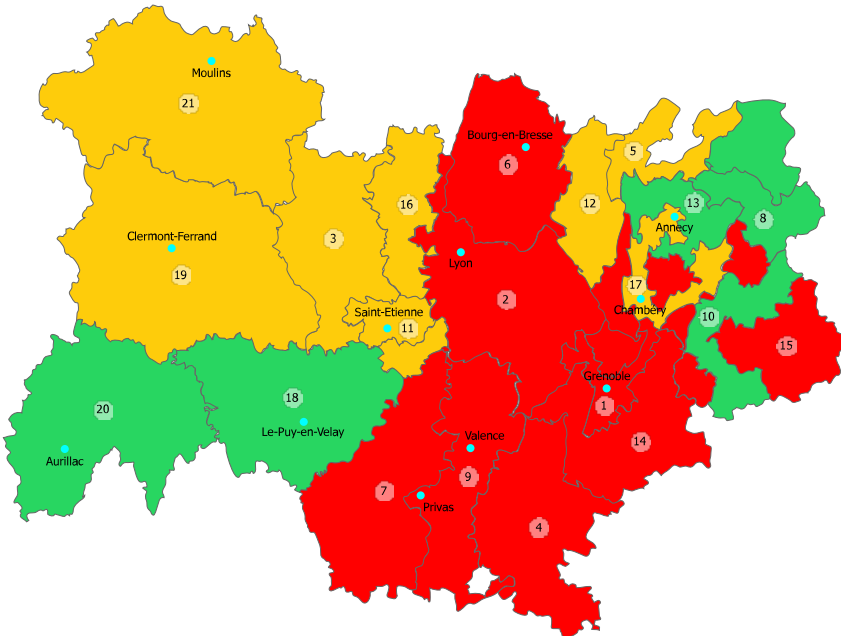 Moulins
21
Bourg-en-Bresse
6
5
16
12
13
8
Annecy
Clermont-Ferrand
3
19
Lyon
2
17
Chambéry
10
Saint-Etienne
11
15
Grenoble
1
18
20
Le-Puy-en-Velay
Aurillac
Valence
14
9
7
Privas
4